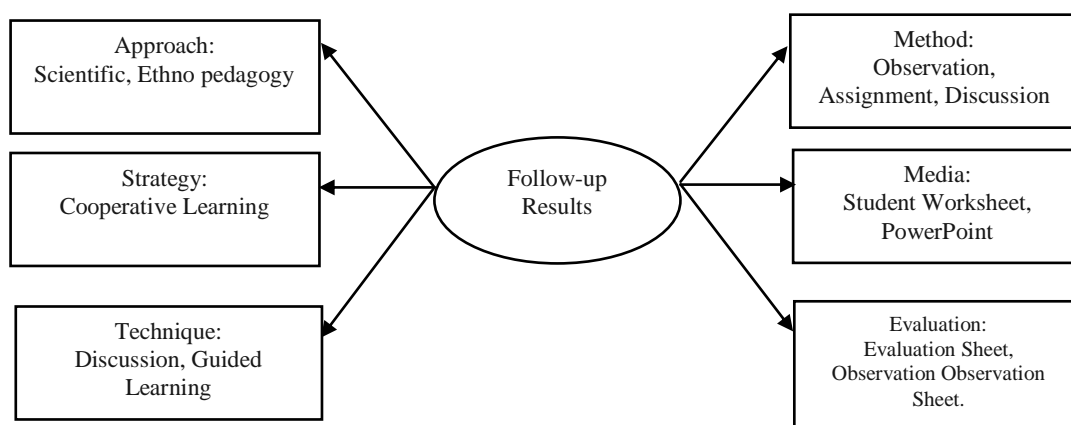 Approach:
Scientific, Ethno pedagogy
Strategy:
Cooperative Learning
Technique:
Discussion, Guided
Learning
Follow-up
Results
Method:
Observation,
Assignment, Discussion
Media:
Student Worksheet,
PowerPoint
Evaluation:
Evaluation Sheet,
Observation Observation
Sheet.